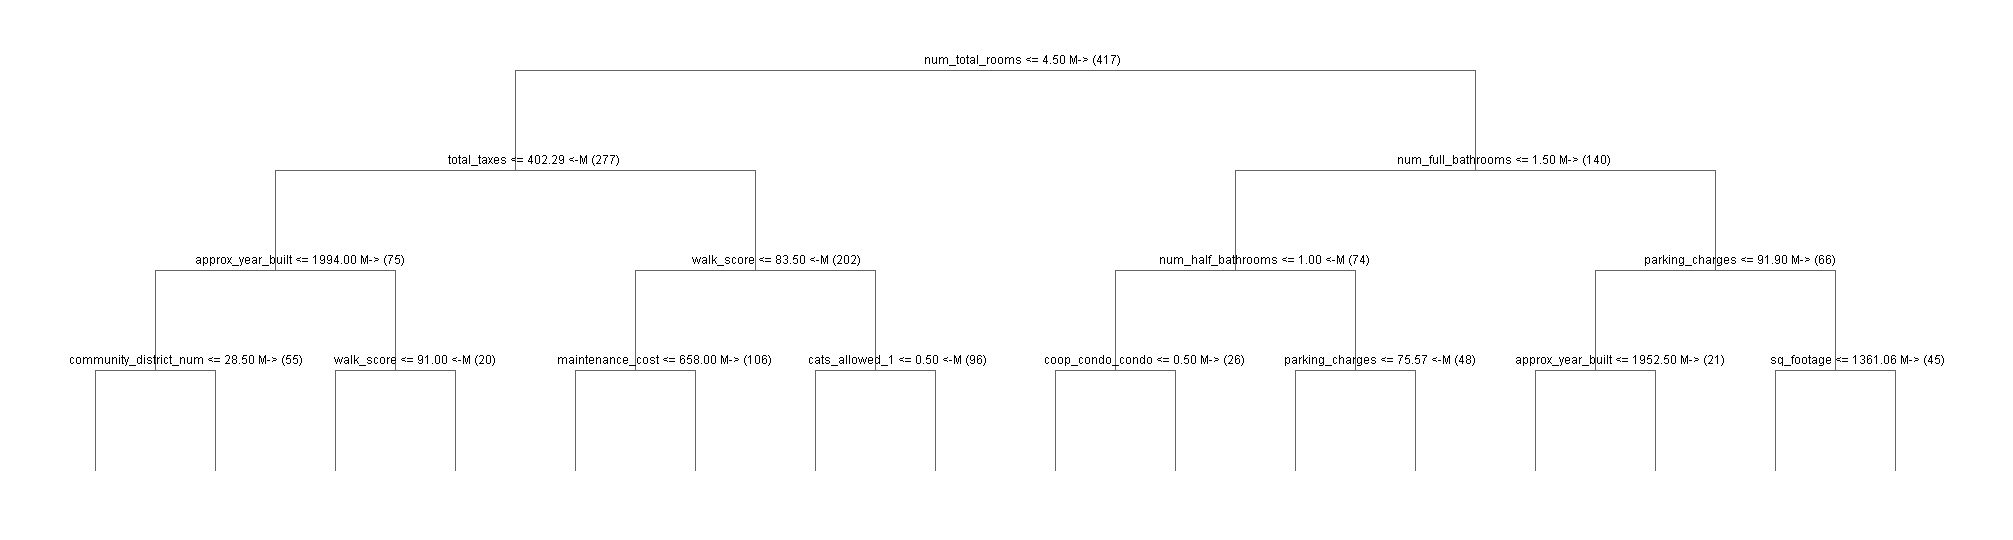 num_total_rooms <= 4.50 M-> (417)
total_taxes <= 402.29 <-M (277)
num_full_bathrooms <= 1.50 M-> (140)
approx_year_built <= 1994.00 M-> (75)
walk_score <= 83.50 <-M (202)
num_half_bathrooms <= 1.00 <-M (74)
parking_charges <= 91.90 M-> (66)
community_district_num <= 28.50 M-> (55)
walk_score <= 91.00 <-M (20)
maintenance_cost <= 658.00 M-> (106)
cats_allowed_1 <= 0.50 <-M (96)
coop_condo_condo <= 0.50 M-> (26)
parking_charges <= 75.57 <-M (48)
approx_year_built <= 1952.50 M-> (21)
sq_footage <= 1361.06 M-> (45)